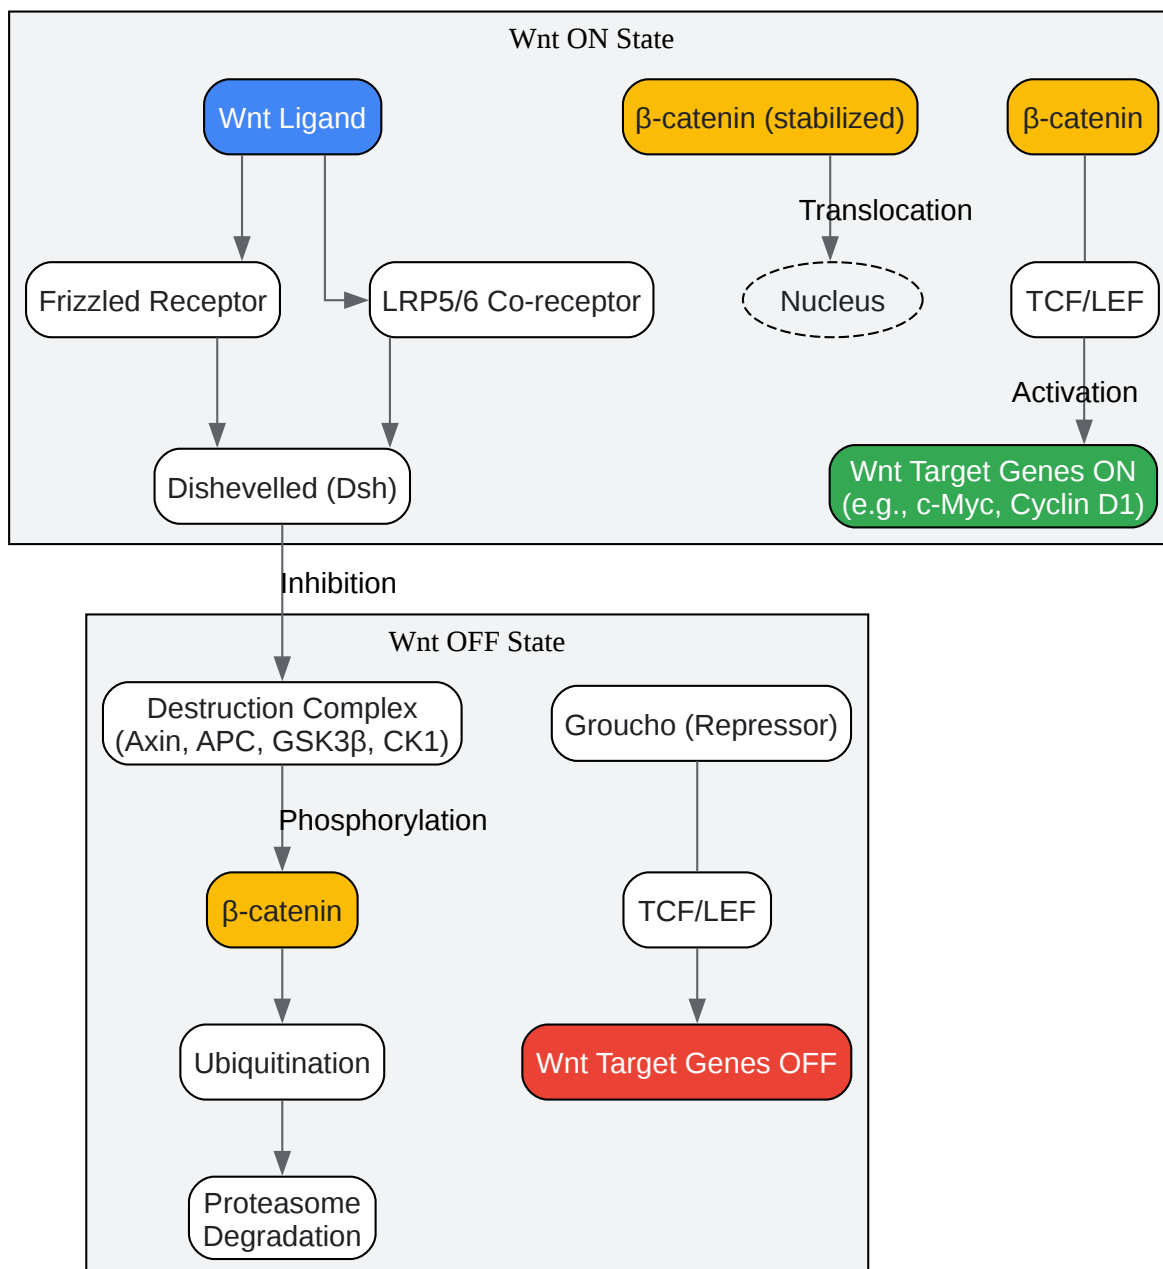 Wnt ON State
Wnt Ligand
β-catenin (stabilized)
β-catenin
Translocation
Frizzled Receptor
LRP5/6 Co-receptor
Nucleus
TCF/LEF
Activation
Dishevelled (Dsh)
Wnt Target Genes ON
(e.g., c-Myc, Cyclin D1)
Inhibition
Wnt OFF State
Destruction Complex
(Axin, APC, GSK3β, CK1)
Groucho (Repressor)
Phosphorylation
β-catenin
TCF/LEF
Ubiquitination
Wnt Target Genes OFF
Proteasome
Degradation